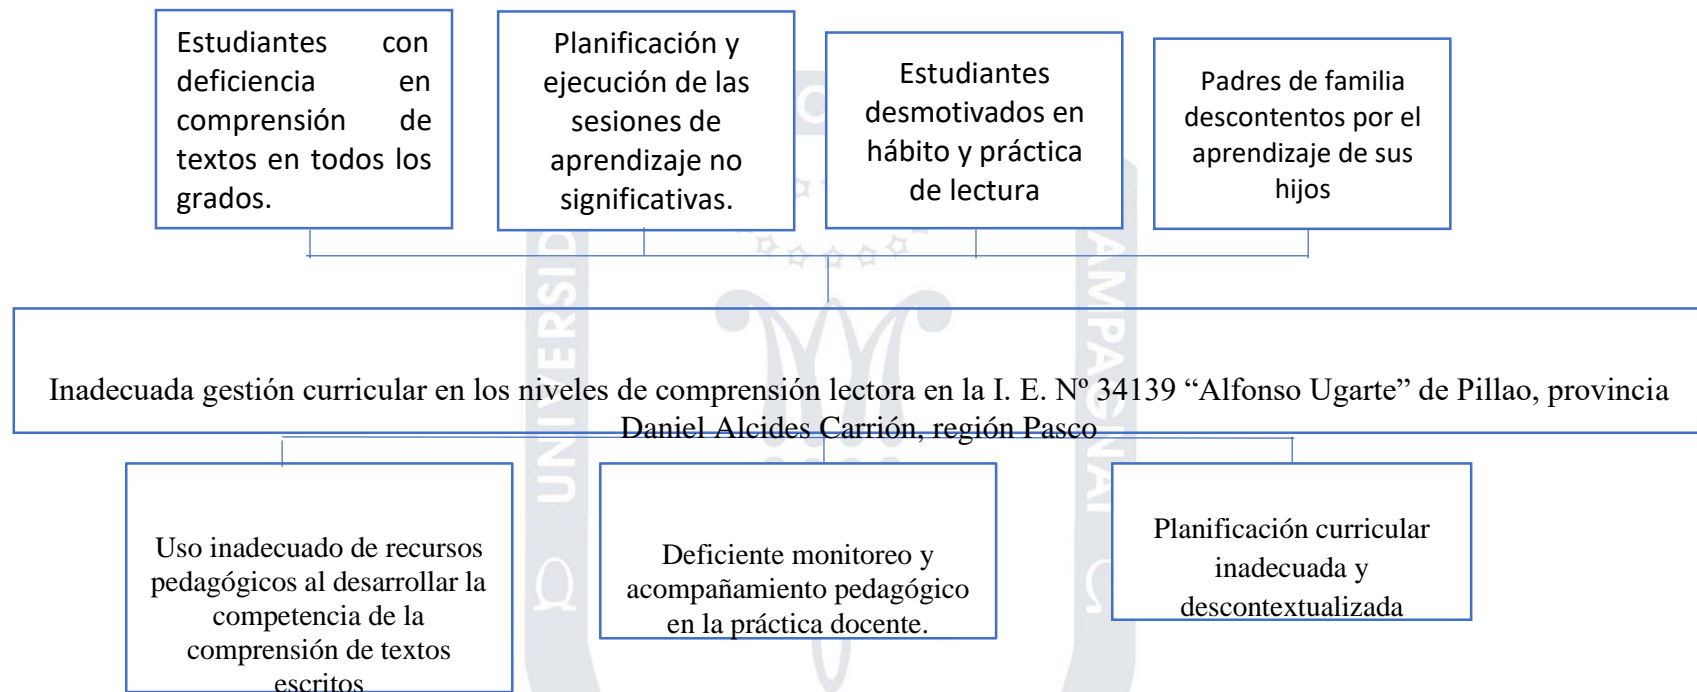 Estudiantes con
deficiencia en
comprensión de
textos en todos los
grados.
Planificación y
ejecución de las
sesiones de
aprendizaje no
significativas.
Estudiantes
desmotivados en
hábito y práctica
de lectura
Padres de familia
descontentos por el
aprendizaje de sus
hijos
Inadecuada gestión curricular en los niveles de comprensión lectora en la I. E. Nº 34139 “Alfonso Ugarte” de Pillao, provincia
Daniel Alcides Carrión, región Pasco
Uso inadecuado de recursos
pedagógicos al desarrollar la
competencia de la
comprensión de textos
escritos
Deficiente monitoreo y
acompañamiento pedagógico
en la práctica docente.
Planificación curricular
inadecuada y
descontextualizada
UNIVERSID
AMPAGNAT